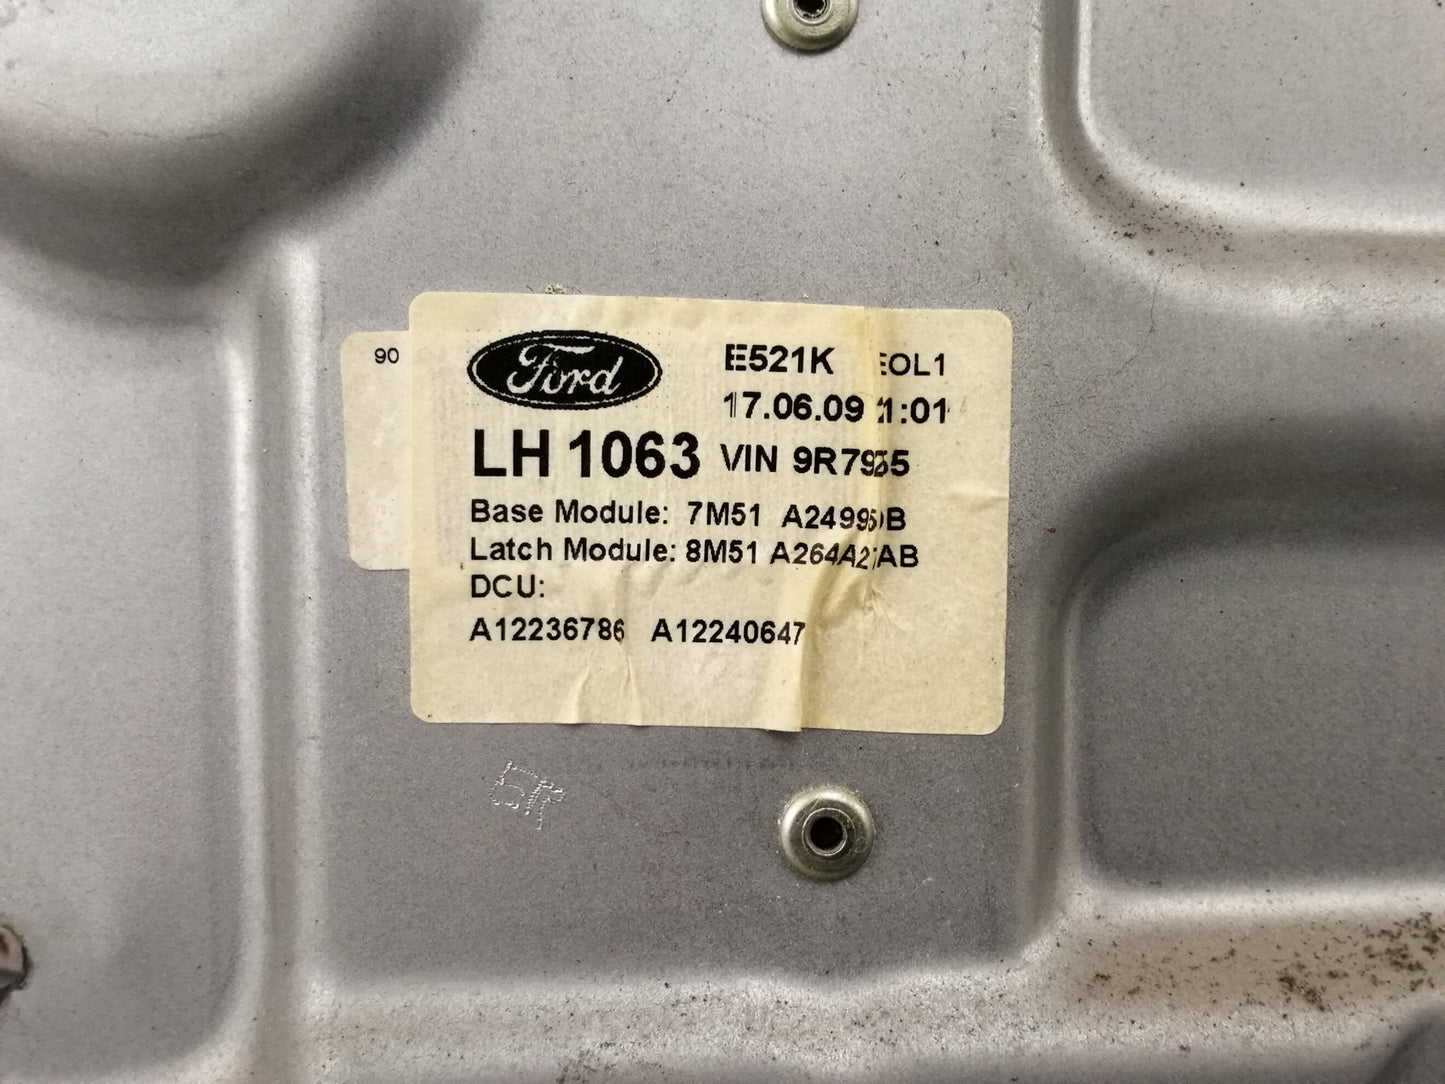 90
Ford
E521K EOL1
17.06.09
LH 1063 VIN
Base Module: 7M51
Latch Module: 8M51
DCU:
A12236786 A12240647